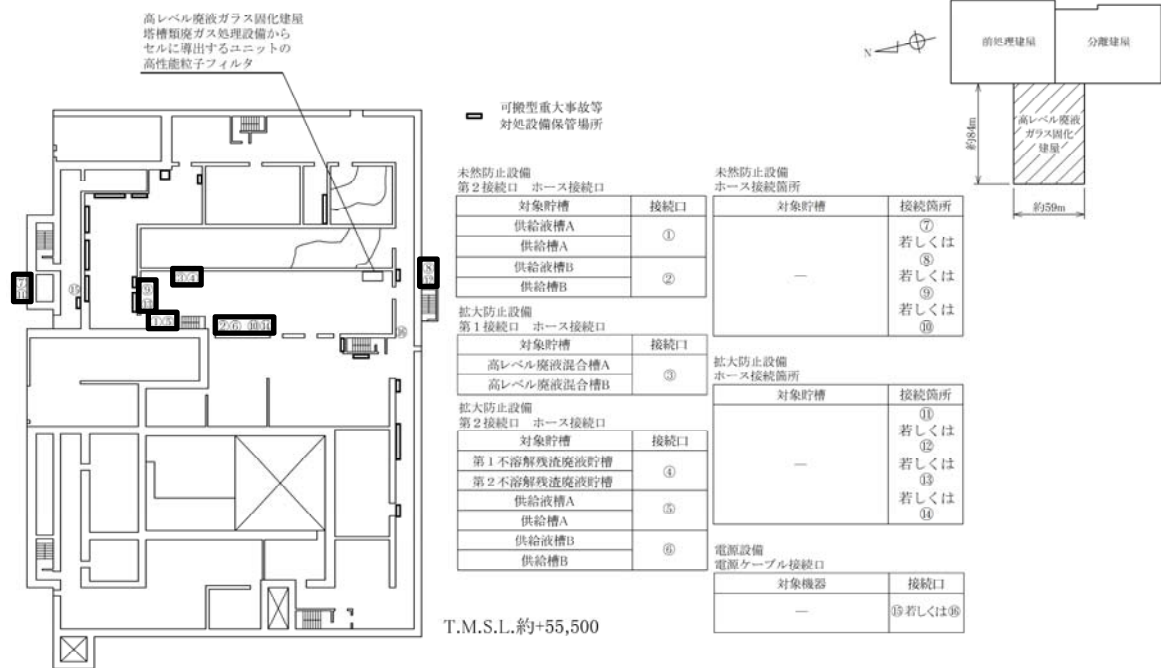 高レベル廃液ガラス固化建屋
塔槽類廃ガス処理設備から
セルに導出するユニットの
高性能粒子フィルタ
可搬型重大事故等
対処設備保管場所
N
前処理建屋
分離建屋
高レベル廃液
ガラス固化
建屋
約84m
約59m
未然防止設備
第2接続口 ホース接続口
対象貯槽 接続口
供給液槽A
供給槽A
①
供給液槽B
供給槽B
②
拡大防止設備
第1接続口 ホース接続口
対象貯槽 接続口
高レベル廃液混合槽A
高レベル廃液混合槽B
③
拡大防止設備
第2接続口 ホース接続口
対象貯槽 接続口
第1不溶解残渣廃液貯槽
第2不溶解残渣廃液貯槽
④
供給液槽A
供給槽A
⑤
供給液槽B
供給槽B
⑥
未然防止設備
ホース接続箇所
対象貯槽 接続箇所
―
⑦
若しくは
⑧
若しくは
⑨
若しくは
⑩
拡大防止設備
ホース接続箇所
対象貯槽 接続箇所
―
⑪
若しくは
⑫
若しくは
⑬
若しくは
⑭
電源設備
電源ケーブル接続口
対象機器 接続口
― ⑮若しくは⑯
⑧
⑫
③④
⑨
⑮
②⑥
⑯
T.M.S.L.約+55,500